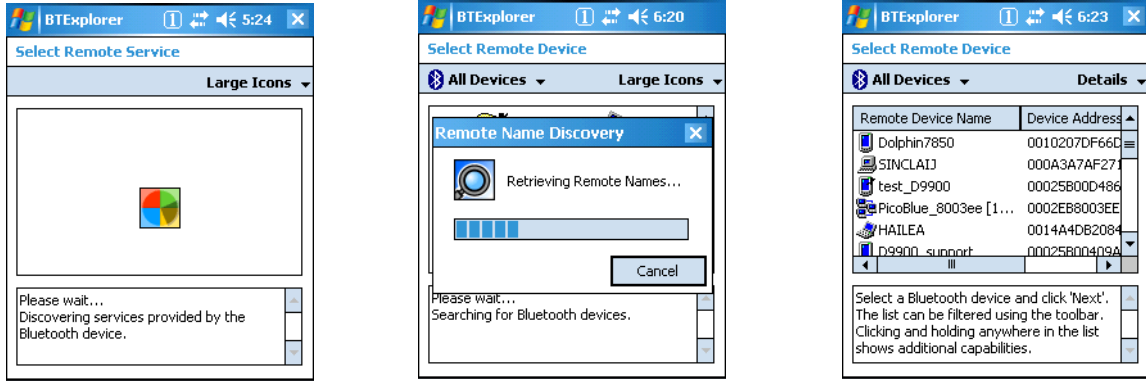 BTExplorer 1 5:24
Select Remote Service
Large Icons
Please wait...
Discovering services provided by the
Bluetooth device.
BTExplorer 1 6:20
Select Remote Device
All Devices Large Icons
Remote Name Discovery
Retrieving Remote Names...
Cancel
Please wait...
Searching for Bluetooth devices.
BTExplorer 1 6:23
Select Remote Device
All Devices Details
Remote Device Name Device Address
Dolphin7850 0010207DF66D
SINCLAIJ 000A3A7AF271
test_D9900 00025B00D486
PicoBlue_8003ee [1... 0002EB8003EE
HAILEA 0014A4DB2084
D9900_support 00025B00409A
Select a Bluetooth device and click 'Next'.
The list can be filtered using the toolbar.
Clicking and holding anywhere in the list
shows additional capabilities.